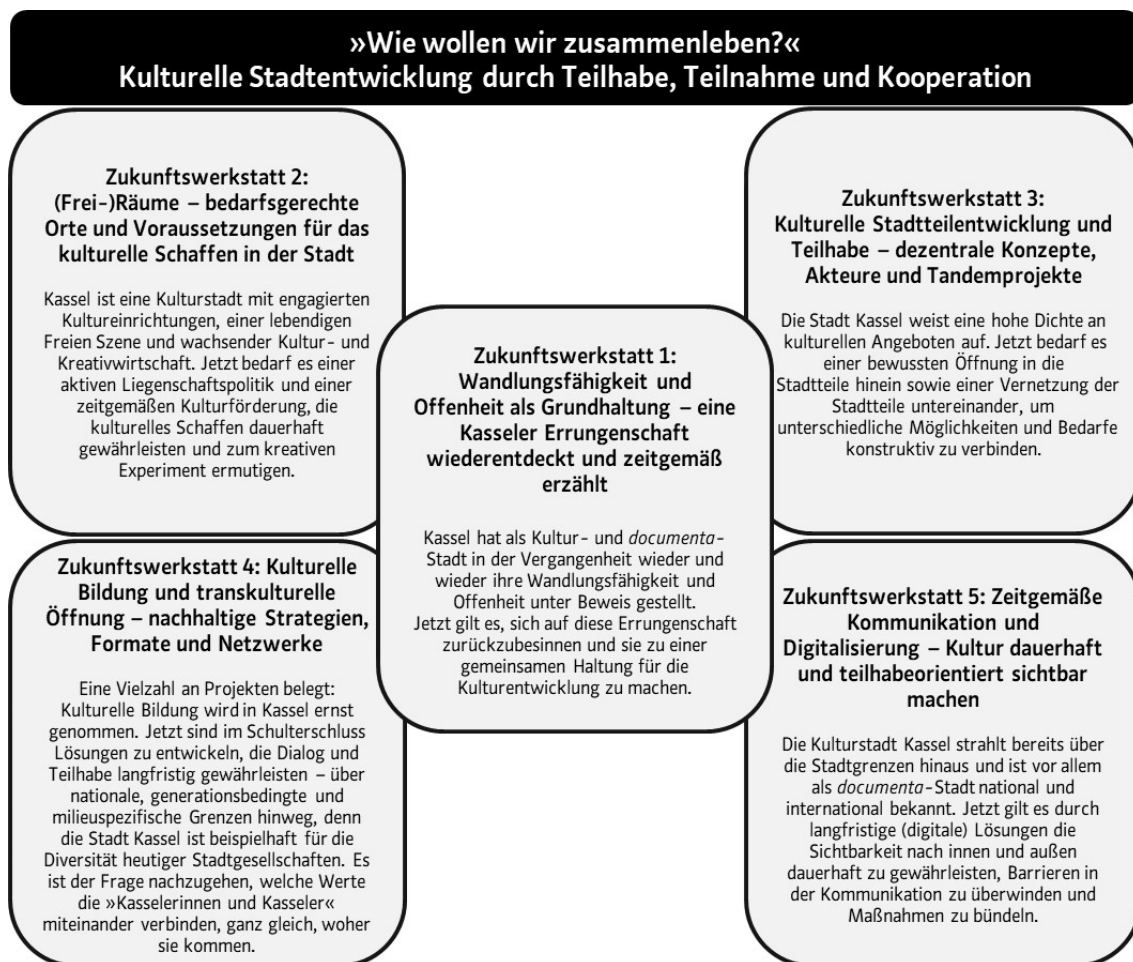 »Wie wollen wir zusammenleben?«
Kulturelle Stadtentwicklung durch Teilhabe, Teilnahme und Kooperation
Zukunftswerkstatt 2:
(Frei-)Räume – bedarfsgerechte
Orte und Voraussetzungen für das
kulturelle Schaffen in der Stadt
Kassel ist eine Kulturstadt mit engagierten
Kultureinrichtungen, einer lebendigen
Freien Szene und wachsender Kultur- und
Kreativwirtschaft. Jetzt bedarf es einer
aktiven Liegenschaftspolitik und einer
zeitgemäßen Kulturförderung, die
kulturelles Schaffen dauerhaft
gewährleisten und zum kreativen
Experiment ermutigen.
Zukunftswerkstatt 3:
Kulturelle Stadtteilentwicklung und
Teilhabe – dezentrale Konzepte,
Akteure und Tandemprojekte
Die Stadt Kassel weist eine hohe Dichte an
kulturellen Angeboten auf. Jetzt bedarf es
einer bewussten Öffnung in die
Stadtteile hinein sowie einer Vernetzung der
Stadtteile untereinander, um
unterschiedliche Möglichkeiten und Bedarfe
konstruktiv zu verbinden.
Zukunftswerkstatt 1:
Wandlungsfähigkeit und
Offenheit als Grundhaltung – eine
Kasseler Errungenschaft
wiederentdeckt und zeitgemäß
erzählt
Kassel hat als Kultur- und documenta-
Stadt in der Vergangenheit wieder und
wieder ihre Wandlungsfähigkeit und
Offenheit unter Beweis gestellt.
Jetzt gilt es, sich auf diese Errungenschaft
zurückzubesinnen und sie zu einer
gemeinsamen Haltung für die
Kulturentwicklung zu machen.
Zukunftswerkstatt 4: Kulturelle
Bildung und transkulturelle
Öffnung – nachhaltige Strategien,
Formate und Netzwerke
Eine Vielzahl an Projekten belegt:
Kulturelle Bildung wird in Kassel ernst
genommen. Jetzt sind im Schulterschluss
Lösungen zu entwickeln, die Dialog und
Teilhabe langfristig gewährleisten – über
nationale, generationsbedingte und
milieuspezifische Grenzen hinweg, denn
die Stadt Kassel ist beispielhaft für die
Diversität heutiger Stadtgesellschaften. Es
ist der Frage nachzugehen, welche Werte
die »Kasselerinnen und Kasseler«
miteinander verbinden, ganz gleich, woher
sie kommen.
Zukunftswerkstatt 5: Zeitgemäße
Kommunikation und
Digitalisierung – Kultur dauerhaft
und teilhabeorientiert sichtbar
machen
Die Kulturstadt Kassel strahlt bereits über
die Stadtgrenzen hinaus und ist vor allem
als documenta-Stadt national und
international bekannt. Jetzt gilt es durch
langfristige (digitale) Lösungen die
Sichtbarkeit nach innen und außen
dauerhaft zu gewährleisten, Barrieren in
der Kommunikation zu überwinden und
Maßnahmen zu bündeln.